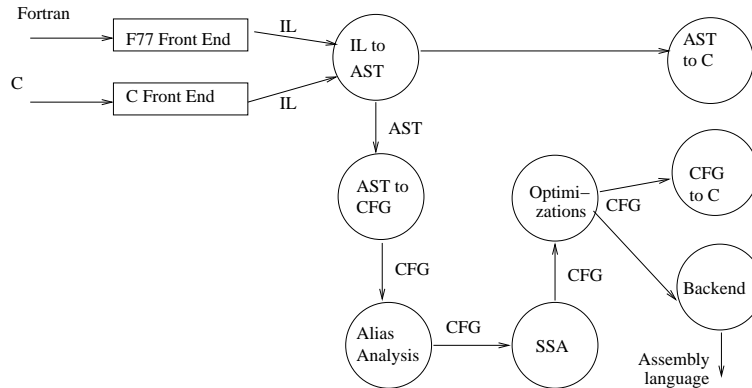 Fortran
F77 Front End
IL
IL to
AST
AST
to C
C
C Front End
IL
AST
AST to
CFG
Optimi–
zations
CFG
CFG
to C
CFG
CFG
Backend
Alias
Analysis
CFG
SSA
Assembly
language